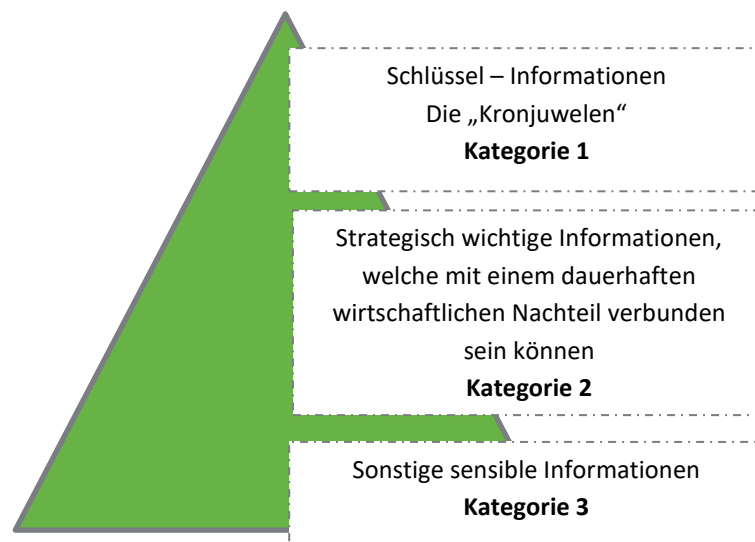 Schlüssel – Informationen
Die „Kronjuwelen“
Kategorie 1
Strategisch wichtige Informationen,
welche mit einem dauerhaften
wirtschaftlichen Nachteil verbunden
sein können
Kategorie 2
Sonstige sensible Informationen
Kategorie 3